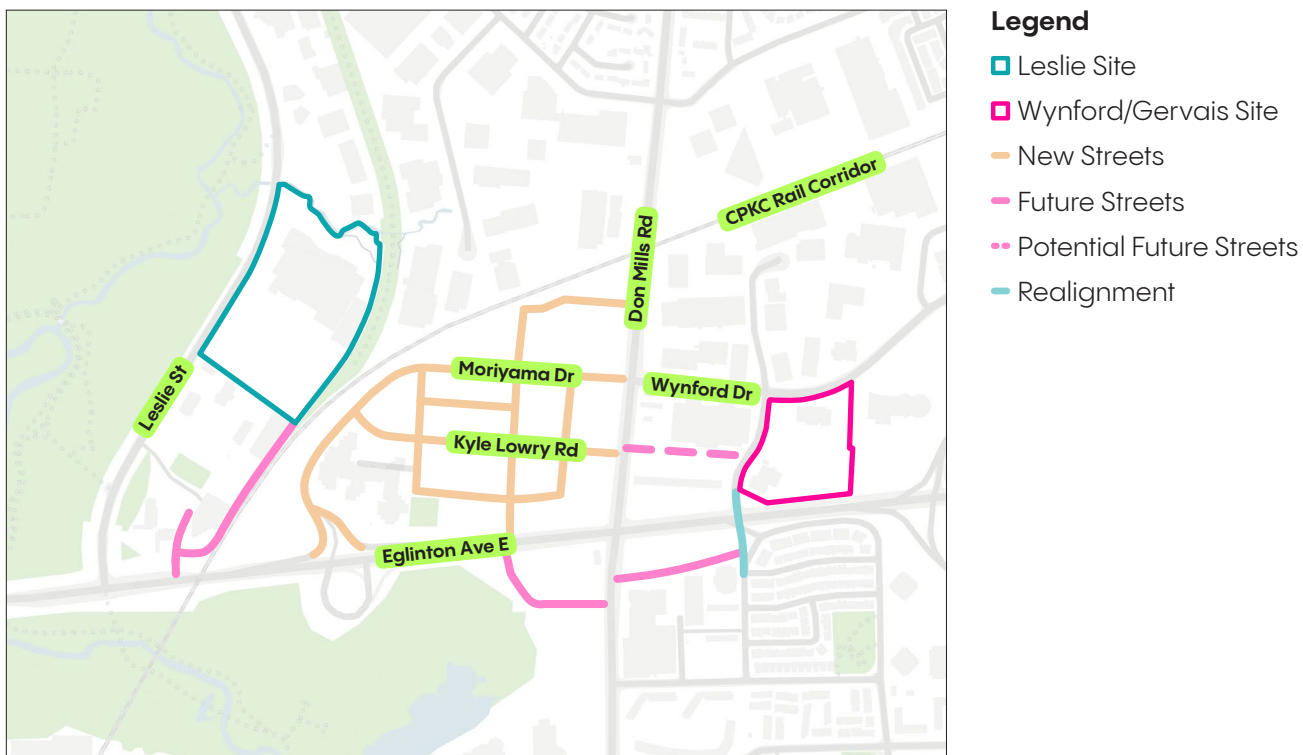 Legend
Leslie Site
Wynford/Gervais Site
New Streets
Future Streets
Potential Future Streets
Realignment
CPKC Rail Corridor
Don Mills Rd
Moriyama Dr
Wynford Dr
Leslie St
Kyle Lowry Rd
Eglinton Ave E